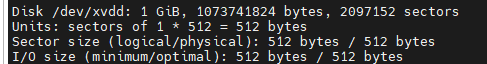 Disk /dev/xvdd: 1 GiB, 1073741824 bytes, 2097152 sectors
Units: sectors of 1 * 512 = 512 bytes
Sector size (logical/physical): 512 bytes / 512 bytes
I/O size (minimum/optimal): 512 bytes / 512 bytes